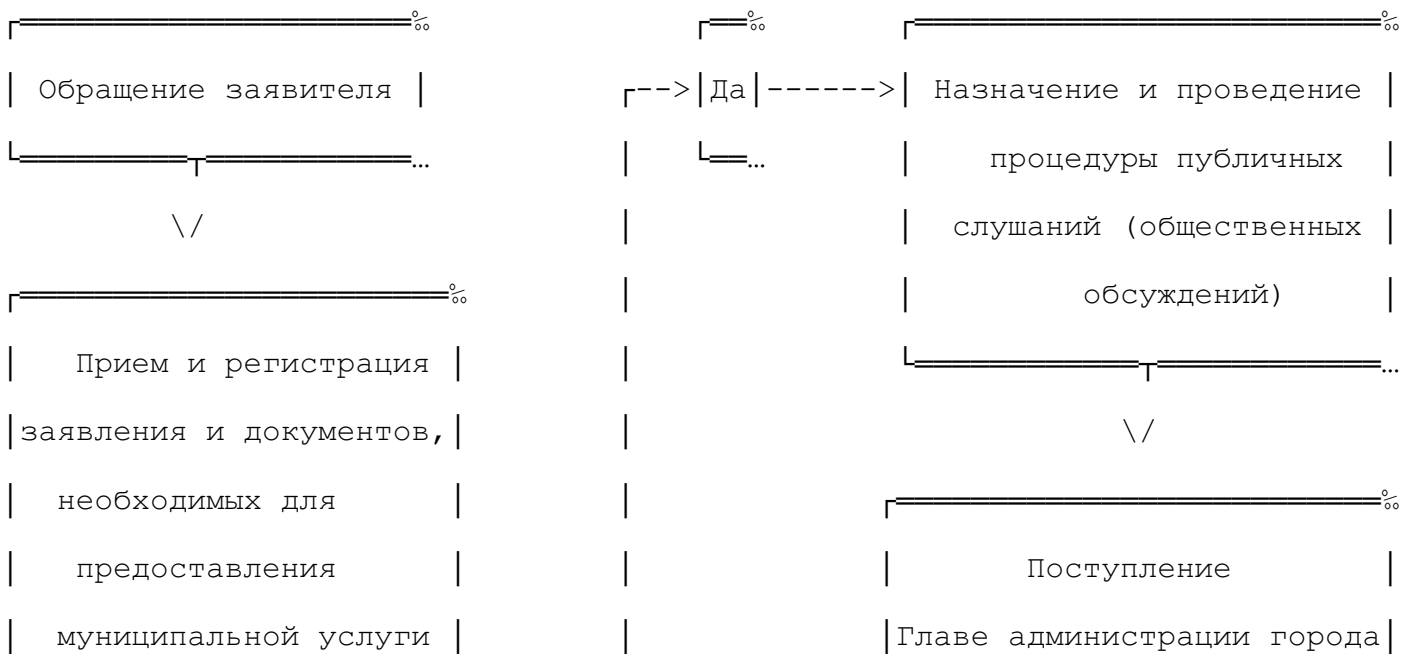 Обращение заявителя
Да
Назначение и проведение
процедуры публичных
слушаний (общественных
обсуждений)
Прием и регистрация
заявления и документов,
необходимых для
предоставления
муниципальной услуги
Поступление
Главе администрации города